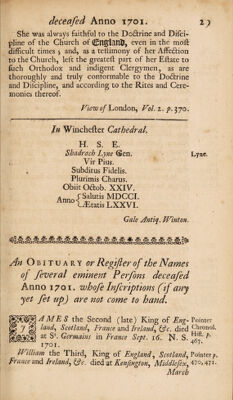 deceaſed Anno 1701. 29
She was always faithful to the Doctrine and Diſci-
pline of the Church of England, even in the moſt
difficult times; and, as a teſtimony of her Affection
to the Church, left the greateſt part of her Eſtate to
ſuch Orthodox and indigent Clergymen, as are
thoroughly and truly conformable to the Doctrine
and Diſcipline, and according to the Rites and Cere-
monies thereof.
View of London, Vol. 2. p. 370.
In Wincheſter Cathedral.
H. S. E.
Shadrach Lyne Gen. Lyne.
Vir Pius.
Subditus Fidelis.
Plurimis Charus.
Obiit Octob. XXIV.
Anno { Salutis MDCCI.
Ætatis LXXVI.
Gale Antiq. Winton.
An OBITUARY or Regiſter of the Names
of ſeveral eminent Perſons deceaſed
Anno 1701. whoſe Inſcriptions (if any
yet ſet up) are not come to hand.
JAMES the Second (late) King of Eng- Pointer
land, Scotland, France and Ireland, &c. died Chronol.
at St. Germains in France Sept. 16. N. S. Hiſt. p.
1701. 467.
William the Third, King of England, Scotland, Pointer p.
France and Ireland, &c. died at Kenſington, Middleſex, 470, 471.
March